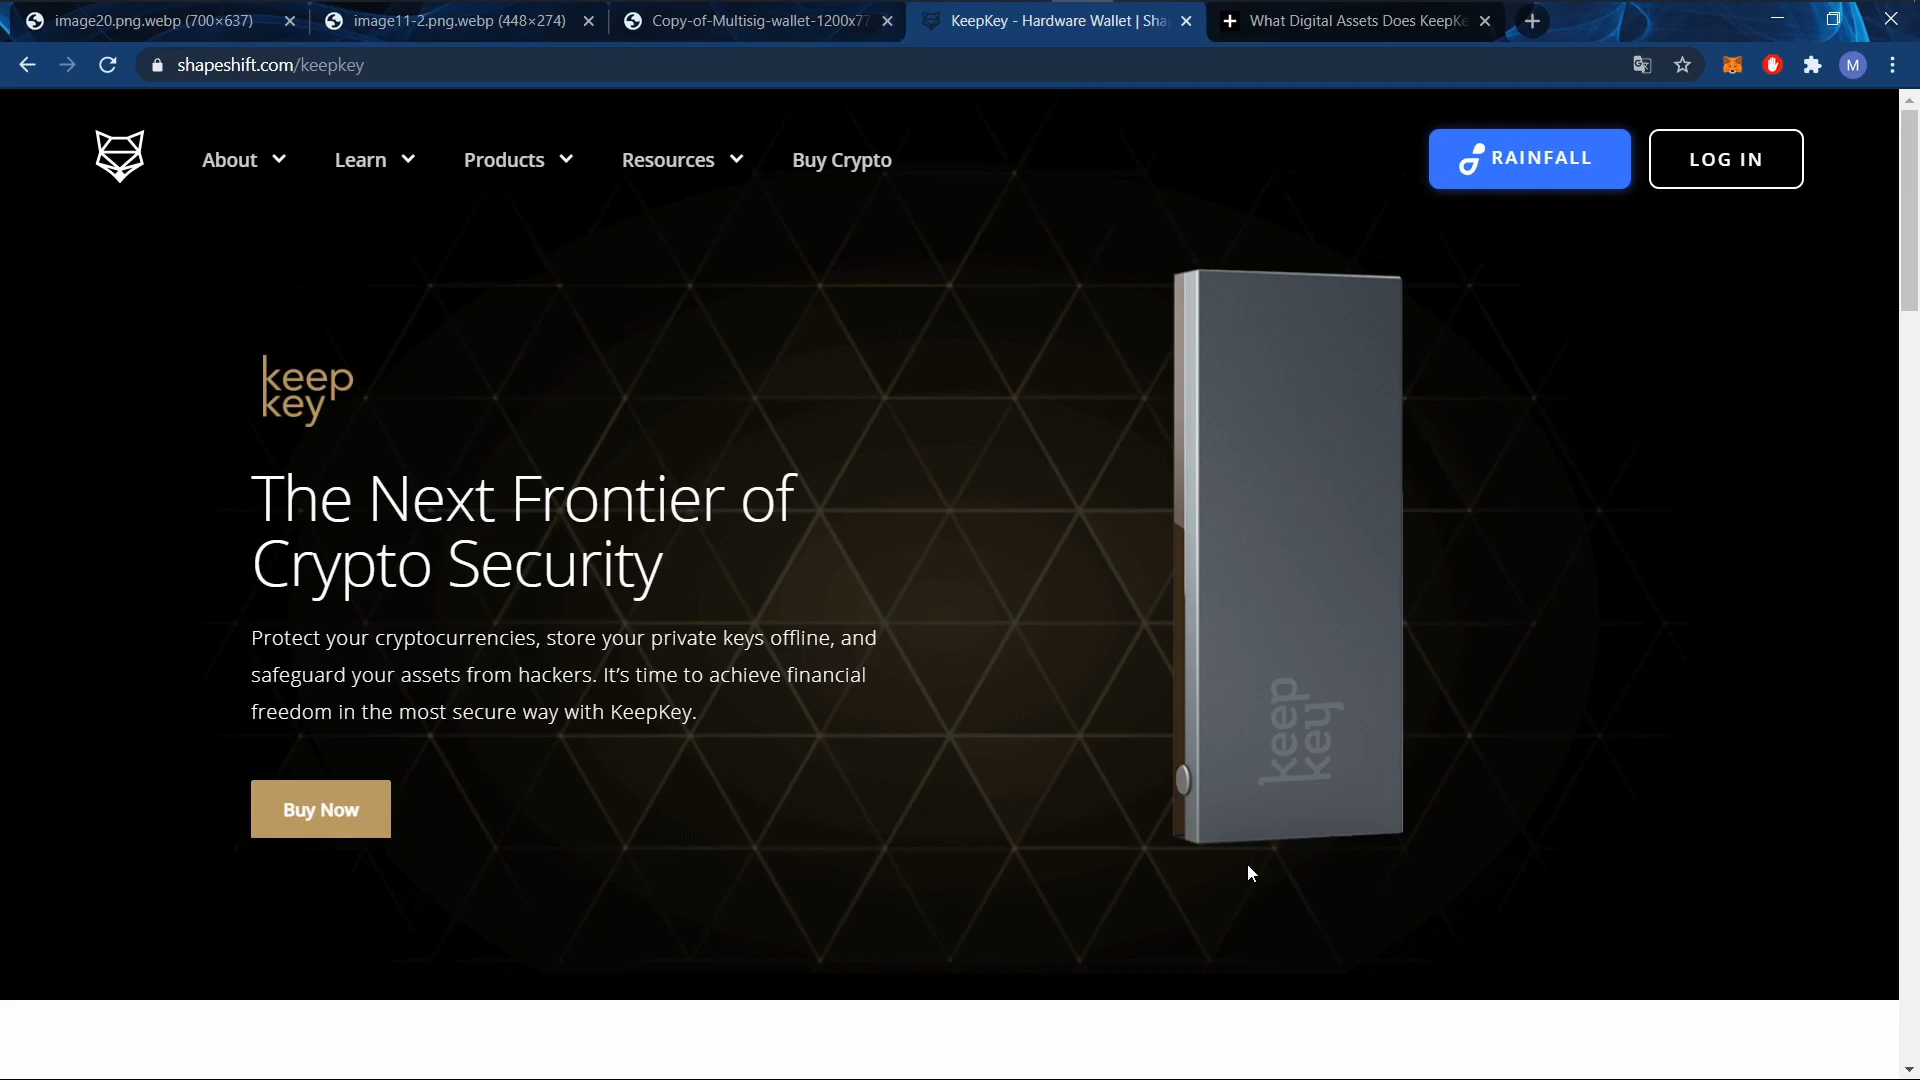 image20.png.webp (700×637)
image11-2.png.webp (448×274)
Copy-of-Multisig-wallet-1200x77
KeepKey - Hardware Wallet | Sha
What Digital Assets Does KeepKe
shapeshift.com/keepkey
M
About
Learn
Products
Resources
Buy Crypto
RAINFALL
LOG IN
keep
key
The Next Frontier of
Crypto Security
Protect your cryptocurrencies, store your private keys offline, and
safeguard your assets from hackers. It’s time to achieve financial
freedom in the most secure way with KeepKey.
Buy Now
keep
key